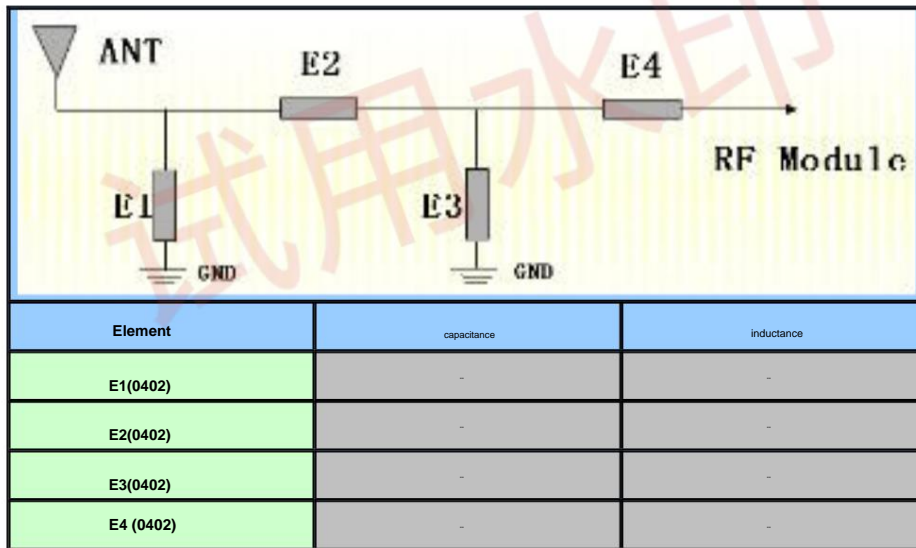 ANT
E2
E4
RF Module
E1
E3
GND
GND
试用水印
Element capacitance inductance
E1(0402) - -
E2(0402) - -
E3(0402) - -
E4 (0402) - -